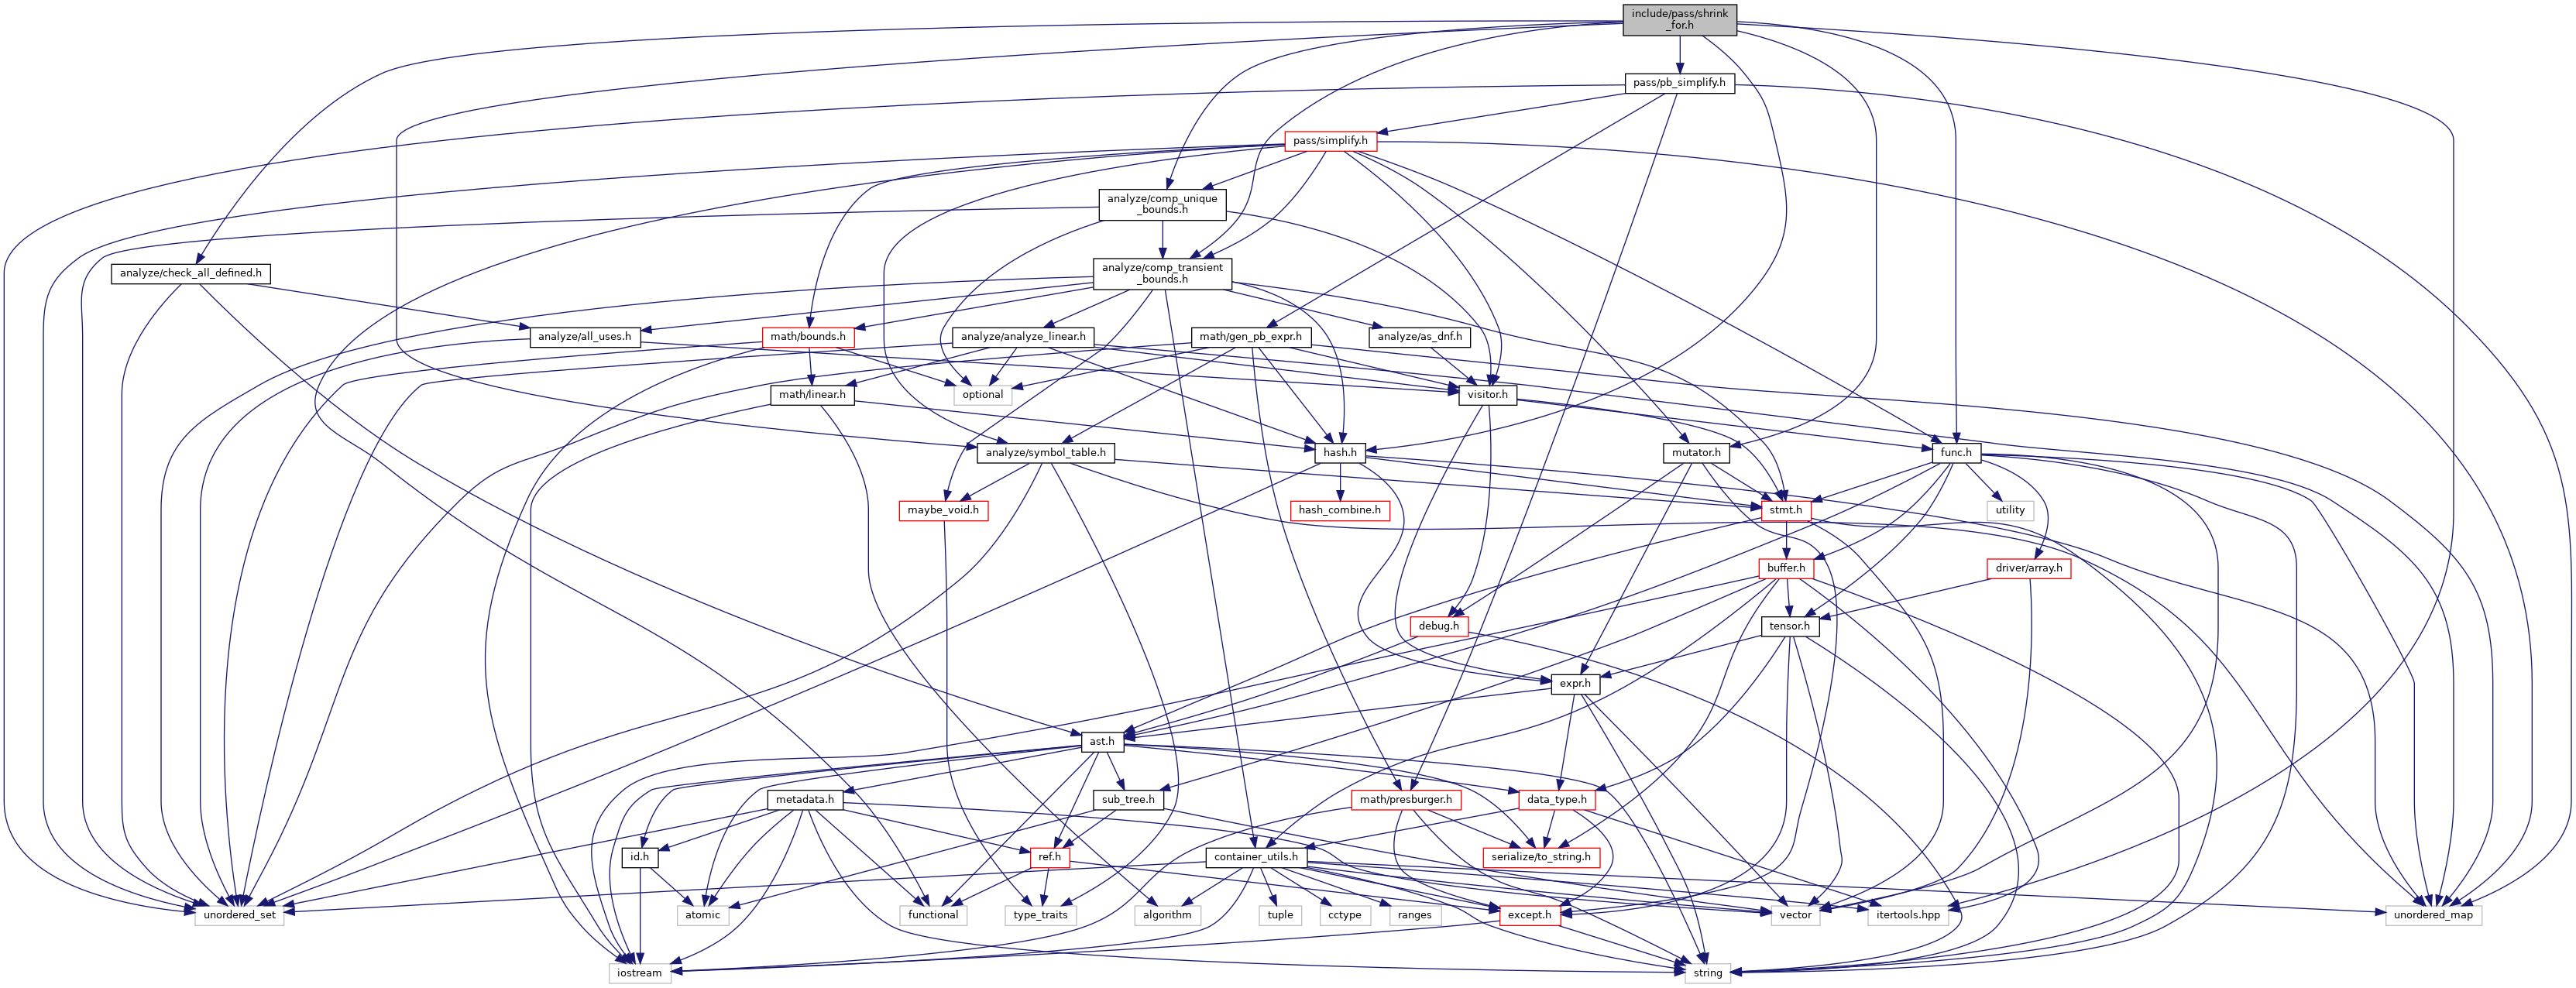 include/pass/shrink
_for.h
pass/pb_simplify.h
pass/simplify.h
analyze/comp_unique
_bounds.h
analyze/check_all_defined.h
analyze/comp_transient
_bounds.h
analyze/all_uses.h
math/bounds.h
analyze/analyze_linear.h
math/gen_pb_expr.h
analyze/as_dnf.h
math/linear.h
optional
visitor.h
analyze/symbol_table.h
hash.h
mutator.h
func.h
maybe_void.h
hash_combine.h
stmt.h
utility
buffer.h
driver/array.h
debug.h
tensor.h
expr.h
ast.h
metadata.h
sub_tree.h
math/presburger.h
data_type.h
id.h
ref.h
container_utils.h
serialize/to_string.h
unordered_set
atomic
functional
type_traits
algorithm
tuple
cctype
ranges
except.h
vector
itertools.hpp
unordered_map
iostream
string